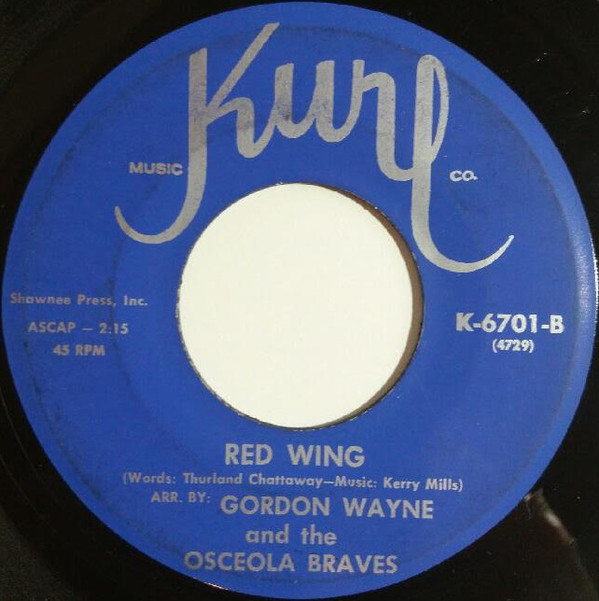 Kurl
MUSIC CO.
Shawnee Press, Inc.
ASCAP — 2:15
45 RPM
K-6701-B
(4729)
RED WING
(Words: Thurland Chattaway—Music: Kerry Mills)
ARR. BY: GORDON WAYNE
and the
OSCEOLA BRAVES